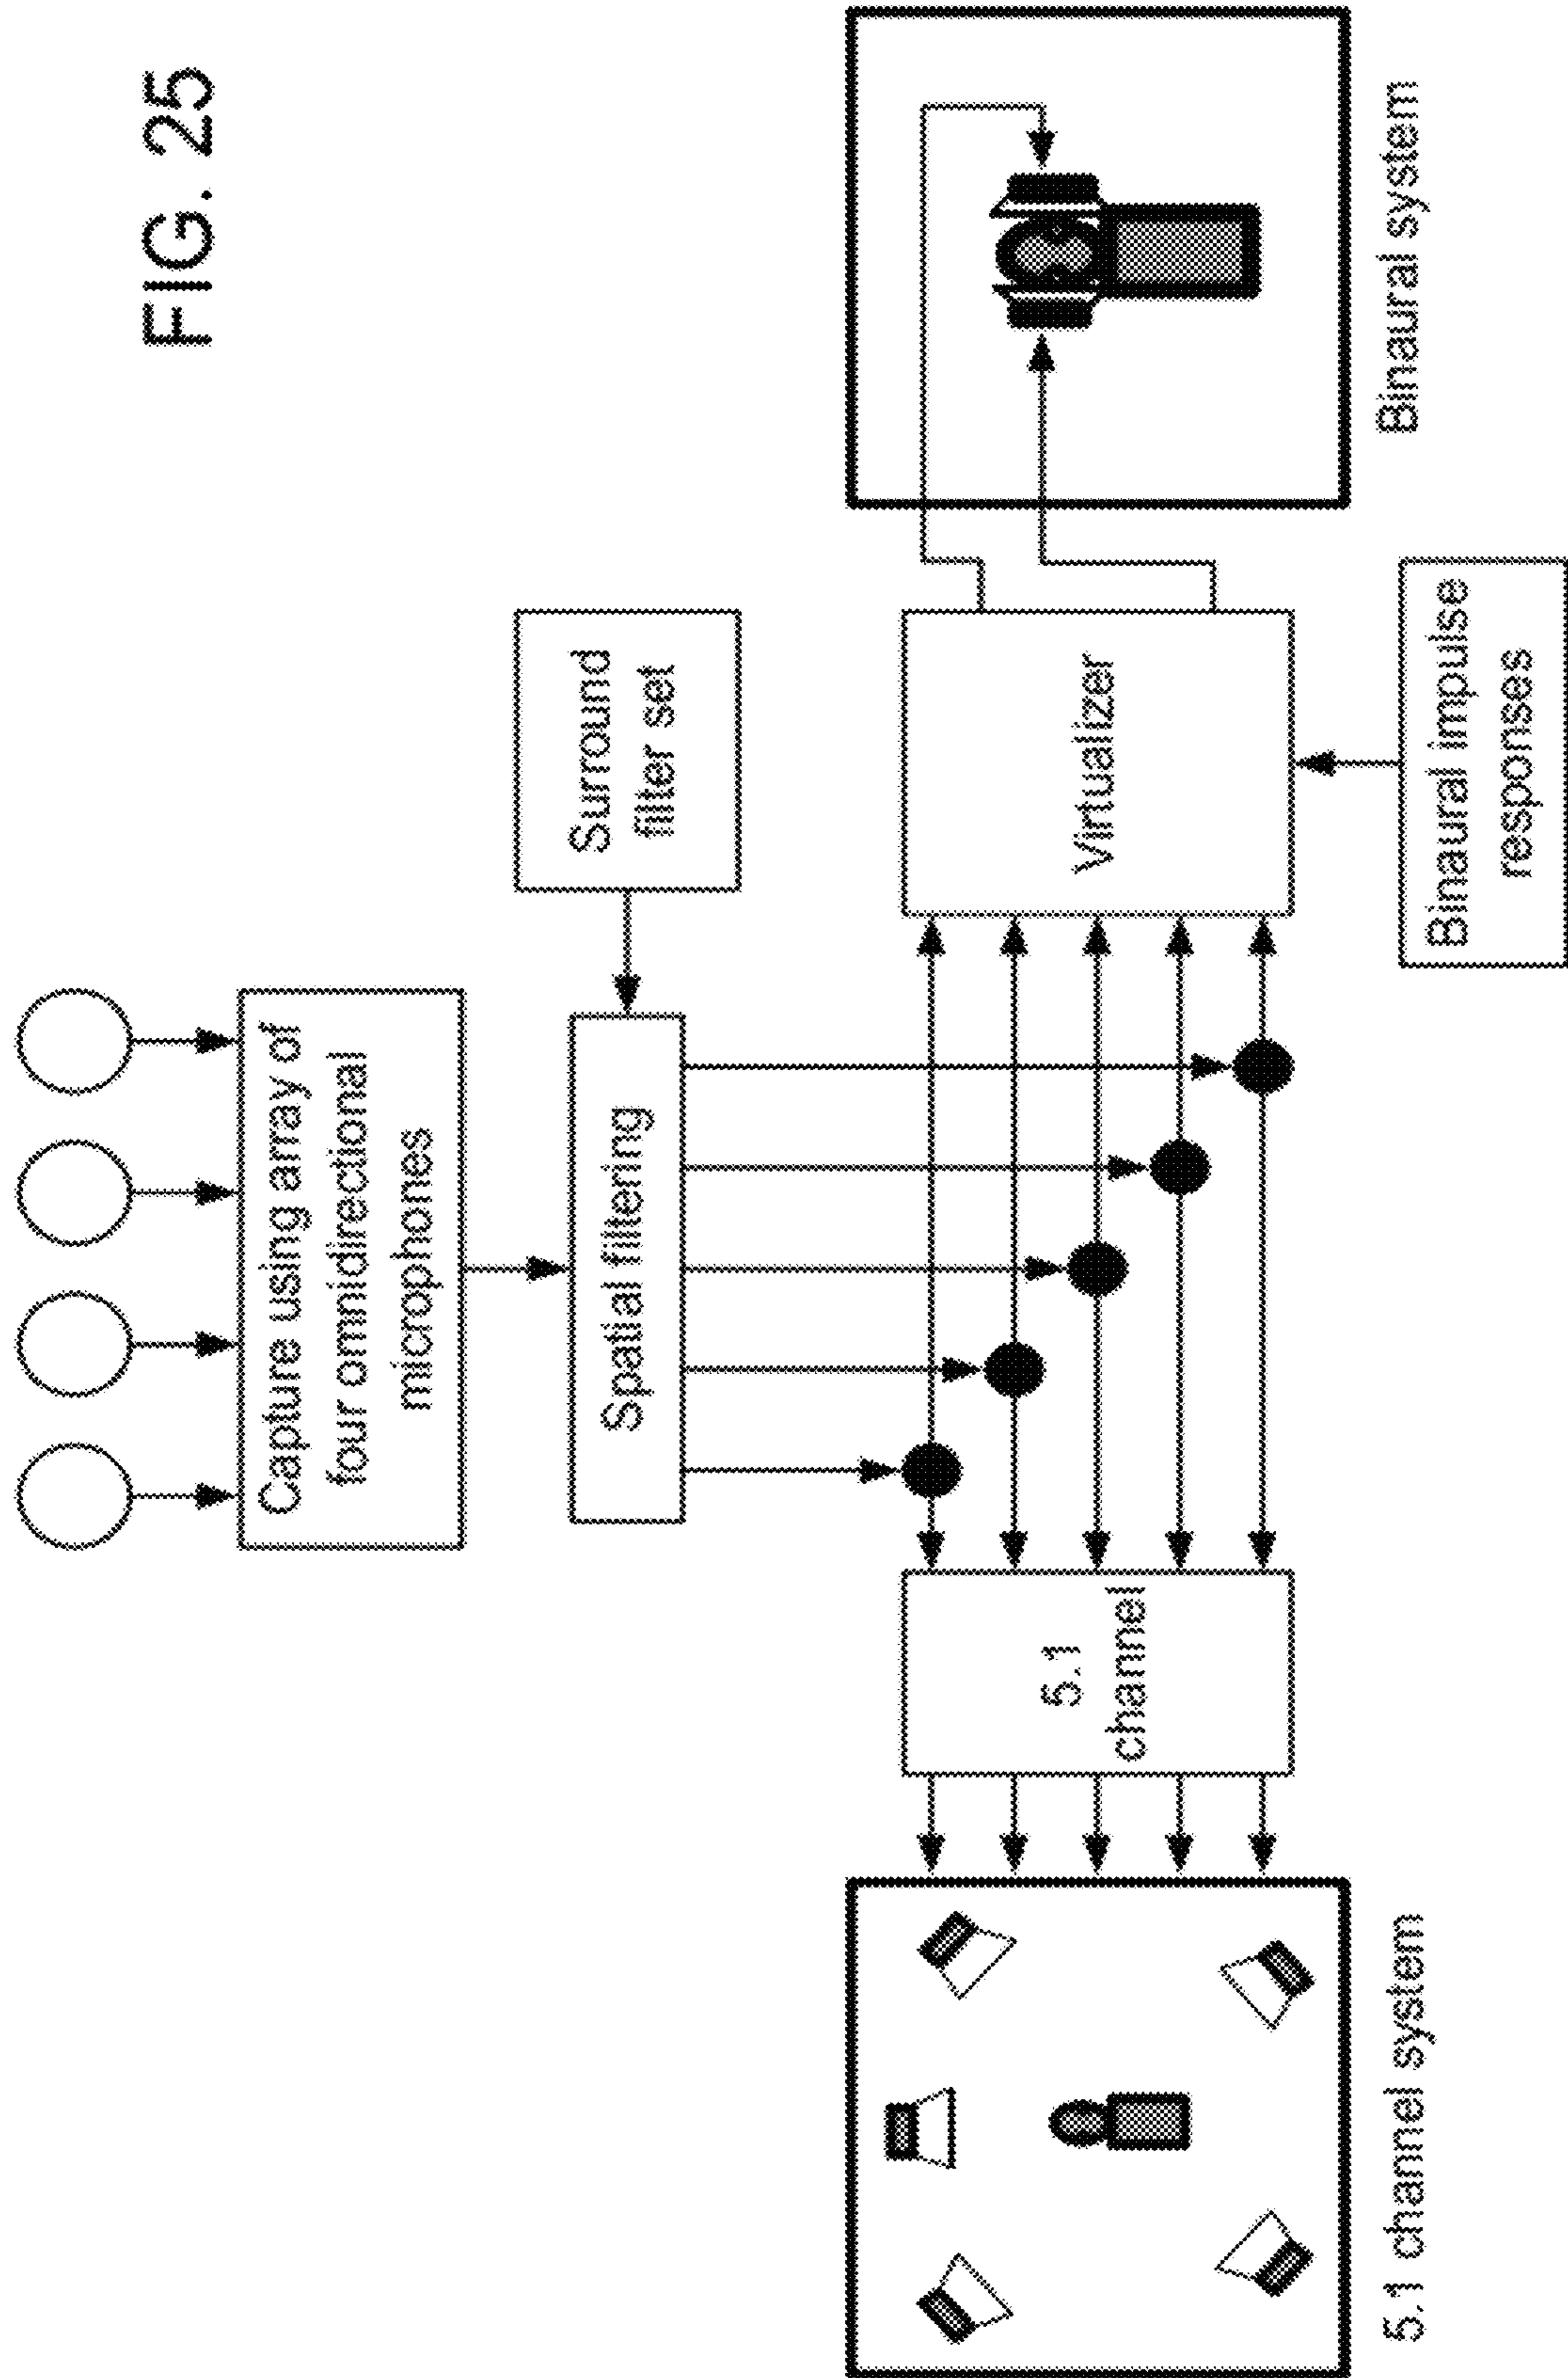 FIG. 25
Capture using array of
four omnidirectional
microphones
Spatial filtering
Surround
filter set
5.1
channel
Virtualizer
Binaural impulse
responses
5.1 channel system
Binaural system